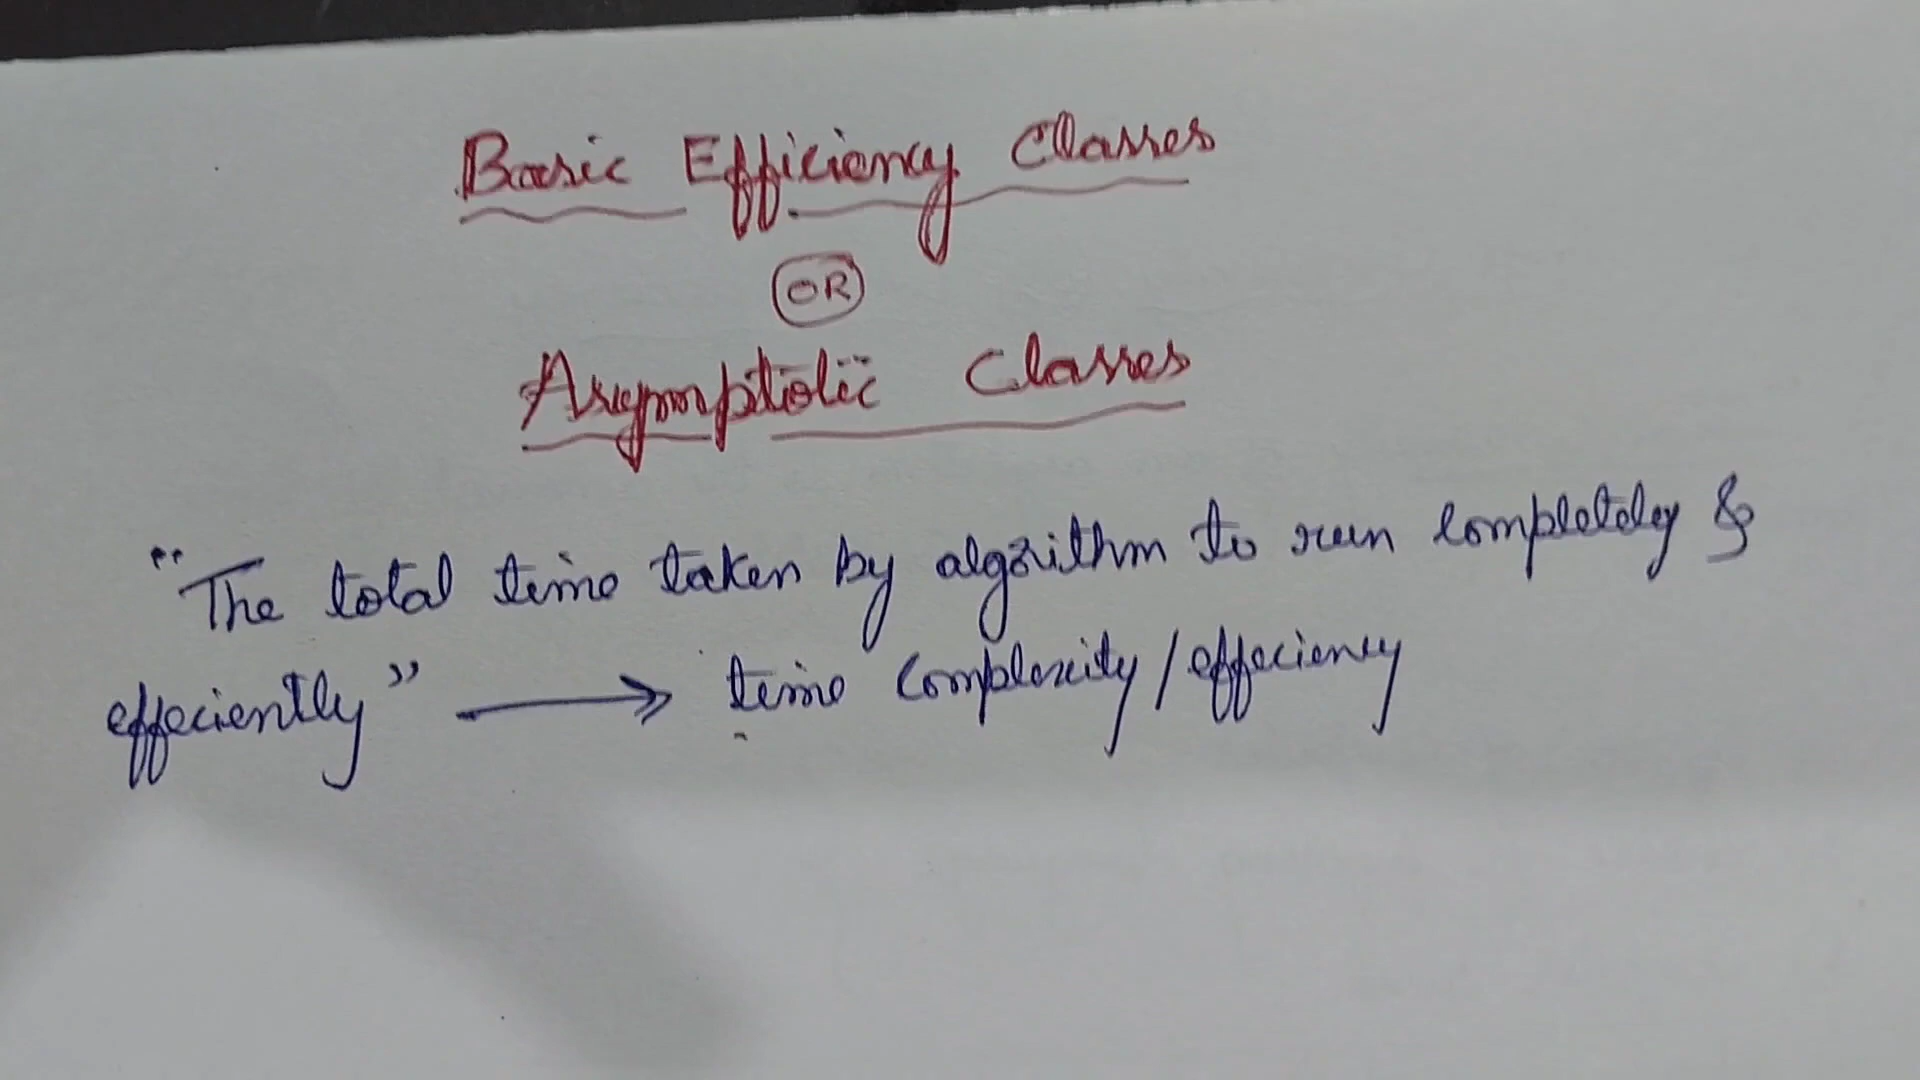 Basic Efficiency Classes
OR
Asymptotic Classes
"The total time taken by algorithm to run completely &
effeciently" → time complexity/effeciency